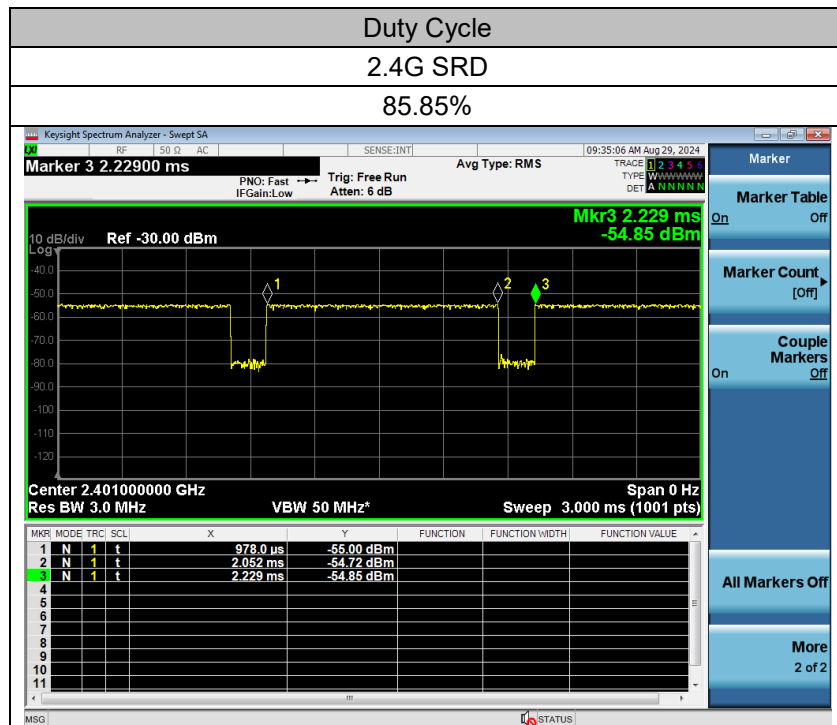 Duty Cycle
2.4G SRD
85.85%
Keysight Spectrum Analyzer - Swept SA
LXI RF 50 Ω AC SENSE:INT 09:35:06 AM Aug 29, 2024
Marker 3 2.22900 ms
PNO: Fast
IFGain:Low
Trig: Free Run
Atten: 6 dB
Avg Type: RMS
TRACE 1 2 3 4 5 6
TYPE WWWWWW
DET A N N N N N
Mkr3 2.229 ms
-54.85 dBm
10 dB/div Ref -30.00 dBm
Log
-40.0
-50.0
-60.0
-70.0
-80.0
-90.0
-100
-110
-120
1
2
3
Center 2.401000000 GHz Span 0 Hz
Res BW 3.0 MHz VBW 50 MHz* Sweep 3.000 ms (1001 pts)
MKR MODE TRC SCL X Y FUNCTION FUNCTION WIDTH FUNCTION VALUE
1 N 1 t 978.0 µs -55.00 dBm
2 N 1 t 2.052 ms -54.72 dBm
3 N 1 t 2.229 ms -54.85 dBm
4
5
6
7
8
9
10
11
MSG STATUS
Marker
Marker Table
On Off
Marker Count
[Off]
Couple
Markers
On Off
All Markers Off
More
2 of 2